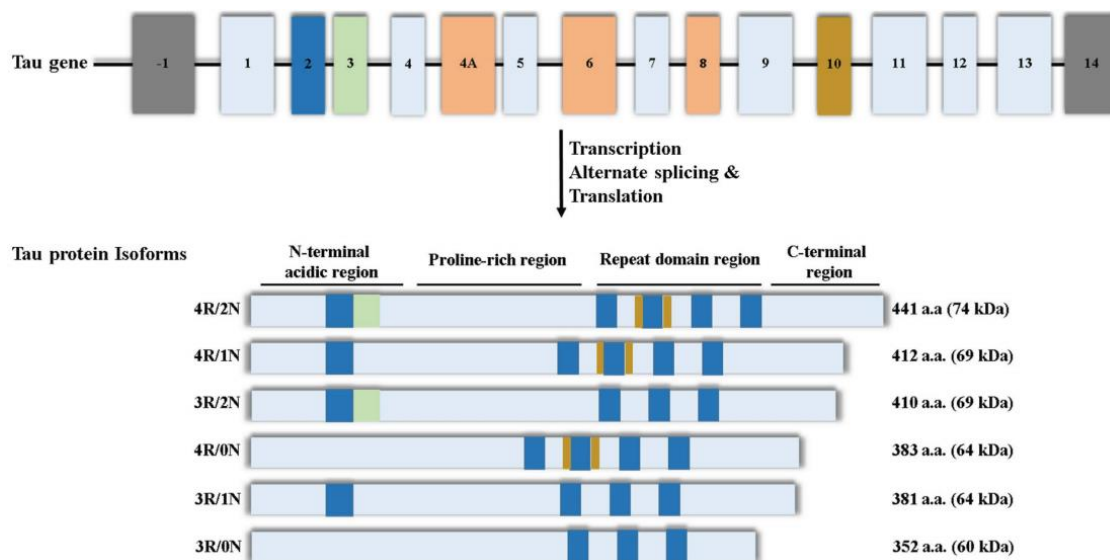 Tau gene
-1 1 2 3 4 4A 5 6 7 8 9 10 11 12 13 14
Transcription
Alternate splicing &
Translation
Tau protein Isoforms
N-terminal
acidic region
Proline-rich region
Repeat domain region
C-terminal
region
4R/2N 441 a.a (74 kDa)
4R/1N 412 a.a. (69 kDa)
3R/2N 410 a.a. (69 kDa)
4R/0N 383 a.a. (64 kDa)
3R/1N 381 a.a. (64 kDa)
3R/0N 352 a.a. (60 kDa)